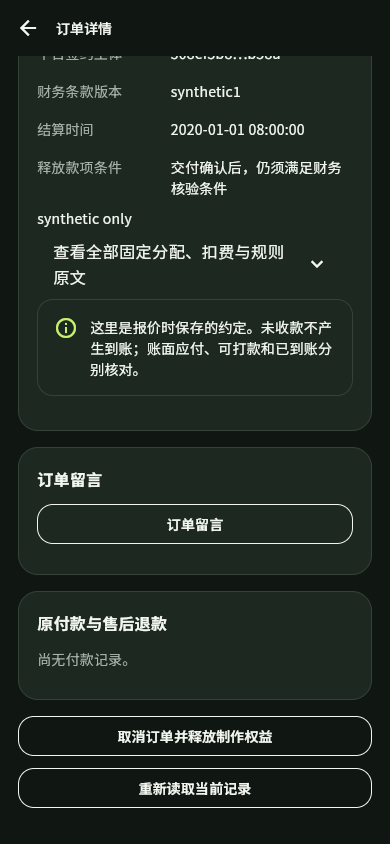 订单详情
财务条款版本 synthetic1
结算时间 2020-01-01 08:00:00
释放款项条件 交付确认后，仍须满足财务
核验条件
synthetic only
查看全部固定分配、扣费与规则
原文
这里是报价时保存的约定。未收款不产
生到账；账面应付、可打款和已到账分
别核对。
订单留言
订单留言
原付款与售后退款
尚无付款记录。
取消订单并释放制作权益
重新读取当前记录